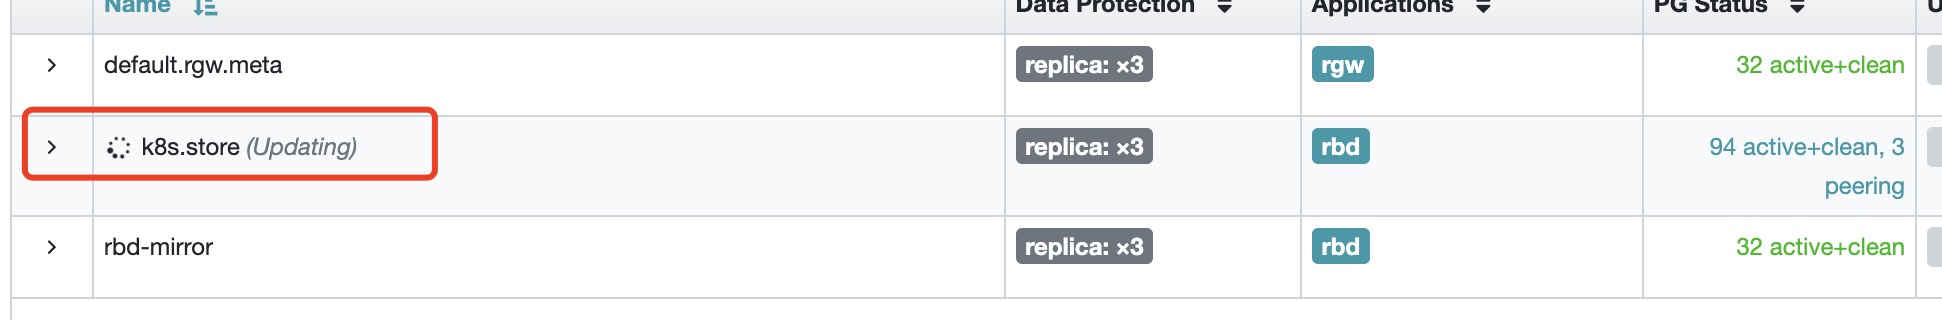 Name Data Protection Applications PG Status
default.rgw.meta replica: ×3 rgw 32 active+clean
k8s.store (Updating) replica: ×3 rbd 94 active+clean, 3
peering
rbd-mirror replica: ×3 rbd 32 active+clean